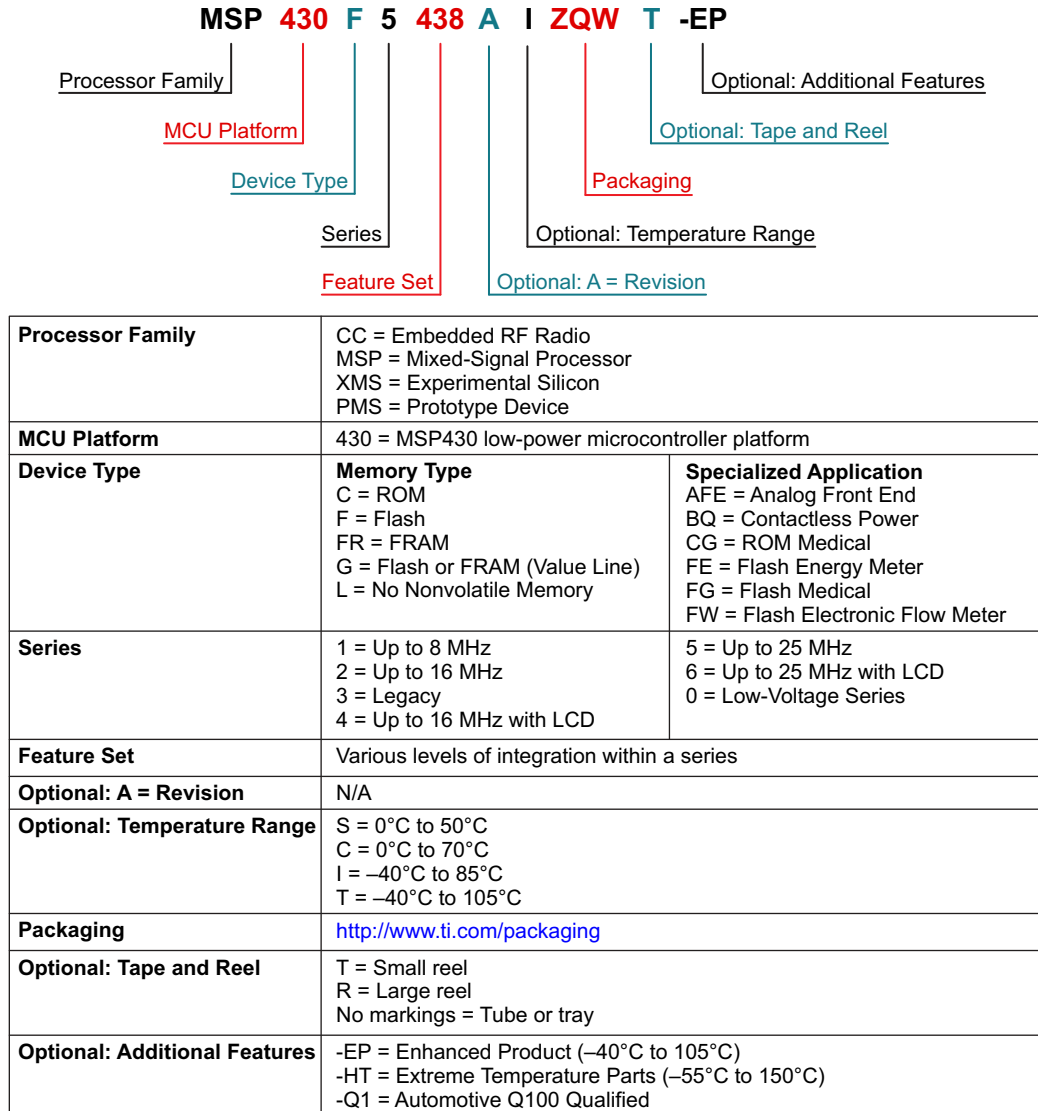 MSP 430 F 5 438 A I ZQW T -EP
Processor Family
Optional: Additional Features
MCU Platform
Optional: Tape and Reel
Device Type
Packaging
Series
Optional: Temperature Range
Feature Set
Optional: A = Revision
Processor Family
CC = Embedded RF Radio
MSP = Mixed-Signal Processor
XMS = Experimental Silicon
PMS = Prototype Device
MCU Platform
430 = MSP430 low-power microcontroller platform
Device Type
Memory Type
C = ROM
F = Flash
FR = FRAM
G = Flash or FRAM (Value Line)
L = No Nonvolatile Memory
Specialized Application
AFE = Analog Front End
BQ = Contactless Power
CG = ROM Medical
FE = Flash Energy Meter
FG = Flash Medical
FW = Flash Electronic Flow Meter
Series
1 = Up to 8 MHz
2 = Up to 16 MHz
3 = Legacy
4 = Up to 16 MHz with LCD
5 = Up to 25 MHz
6 = Up to 25 MHz with LCD
0 = Low-Voltage Series
Feature Set
Various levels of integration within a series
Optional: A = Revision
N/A
Optional: Temperature Range
S = 0°C to 50°C
C = 0°C to 70°C
I = –40°C to 85°C
T = –40°C to 105°C
Packaging
http://www.ti.com/packaging
Optional: Tape and Reel
T = Small reel
R = Large reel
No markings = Tube or tray
Optional: Additional Features
-EP = Enhanced Product (–40°C to 105°C)
-HT = Extreme Temperature Parts (–55°C to 150°C)
-Q1 = Automotive Q100 Qualified